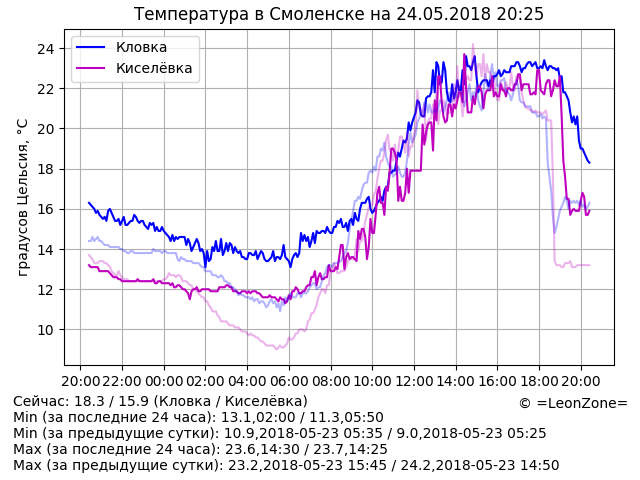 Температура в Смоленске на 24.05.2018 20:25
Кловка
Киселёвка
градусов Цельсия, °C
24
22
20
18
16
14
12
10
20:00 22:00 00:00 02:00 04:00 06:00 08:00 10:00 12:00 14:00 16:00 18:00 20:00
Сейчас: 18.3 / 15.9 (Кловка / Киселёвка)
© =LeonZone=
Min (за последние 24 часа): 13.1,02:00 / 11.3,05:50
Min (за предыдущие сутки): 10.9,2018-05-23 05:35 / 9.0,2018-05-23 05:25
Max (за последние 24 часа): 23.6,14:30 / 23.7,14:25
Max (за предыдущие сутки): 23.2,2018-05-23 15:45 / 24.2,2018-05-23 14:50